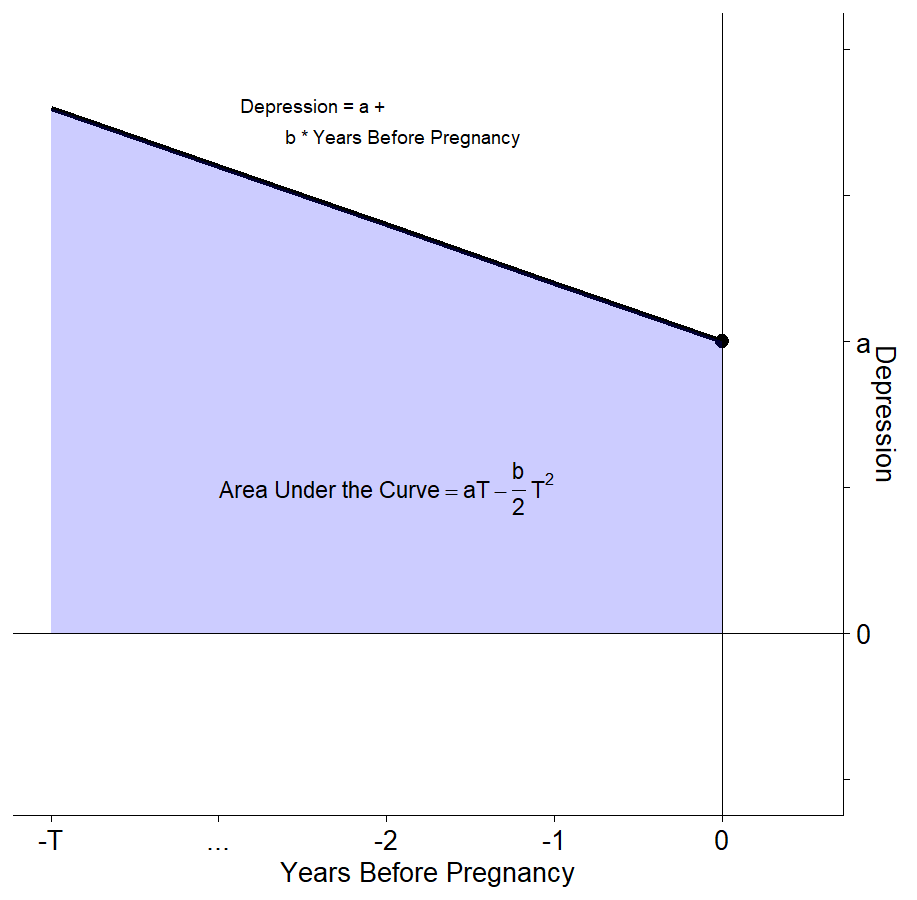 Depression = a +
b * Years Before Pregnancy
a
Depression
Area Under the Curve = aT − b/2 T²
0
-T ... -2 -1 0
Years Before Pregnancy